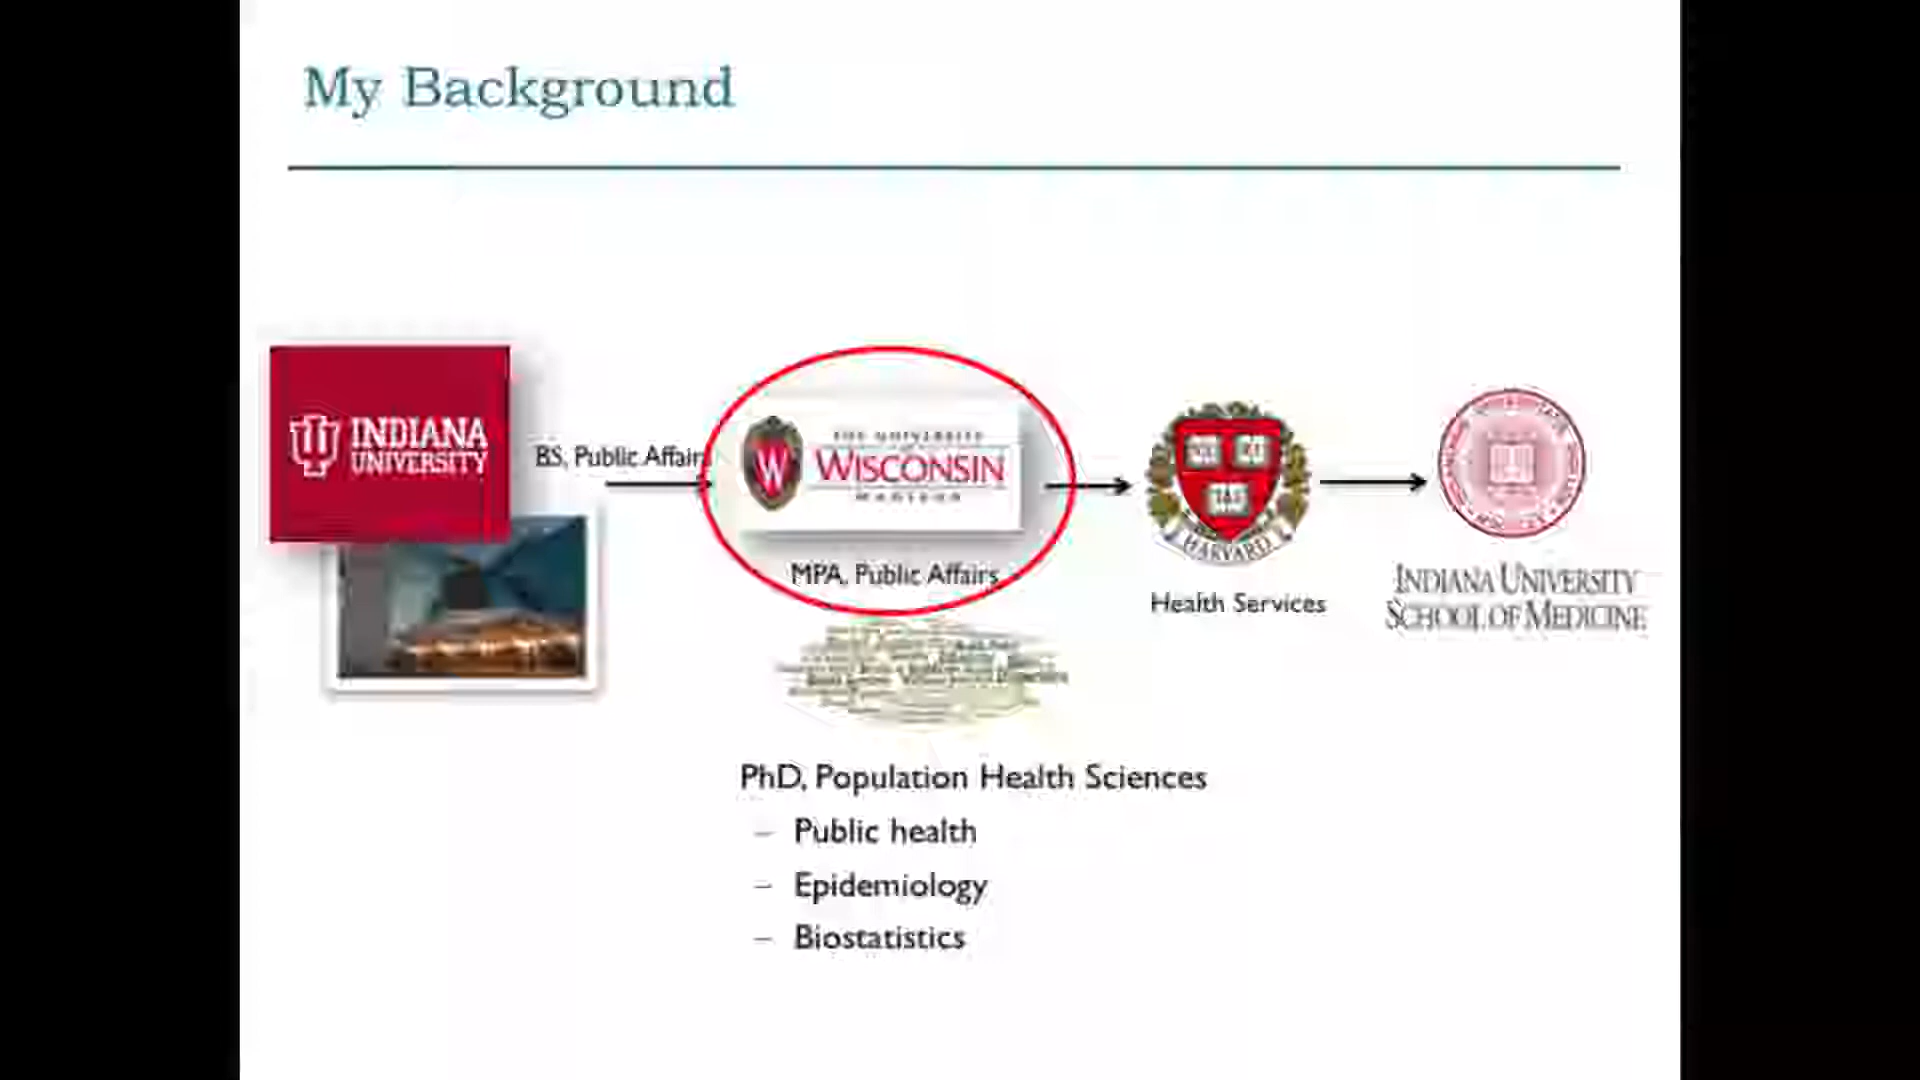 My Background
INDIANA
UNIVERSITY
BS, Public Affairs
THE UNIVERSITY
WISCONSIN
MADISON
MPA, Public Affairs
HARVARD
Health Services
INDIANA UNIVERSITY
SCHOOL OF MEDICINE
PhD, Population Health Sciences
– Public health
– Epidemiology
– Biostatistics